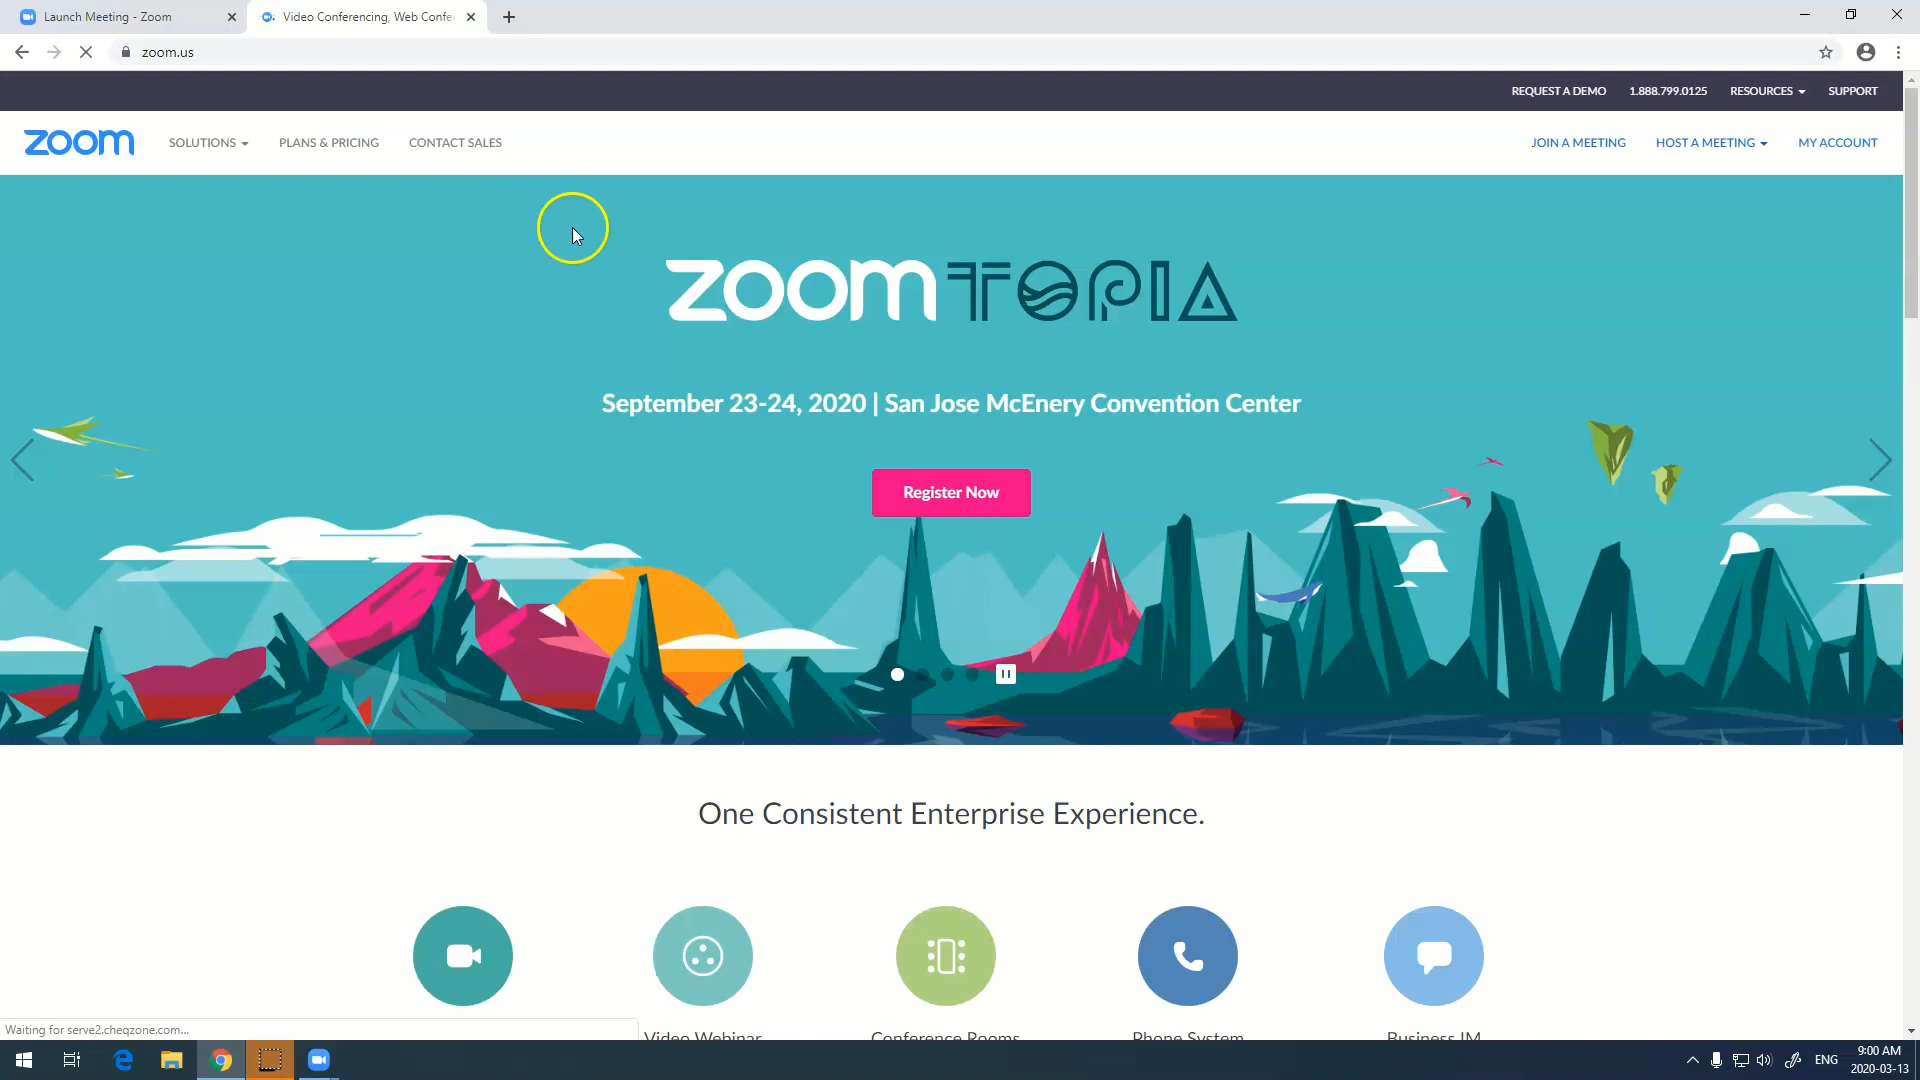 Launch Meeting - Zoom
Video Conferencing, Web Confe
zoom.us
REQUEST A DEMO
1.888.799.0125
RESOURCES
SUPPORT
zoom
SOLUTIONS
PLANS & PRICING
CONTACT SALES
JOIN A MEETING
HOST A MEETING
MY ACCOUNT
zoomTOPIA
September 23-24, 2020 | San Jose McEnery Convention Center
Register Now
One Consistent Enterprise Experience.
Video Webinar
Conference Rooms
Phone System
Business IM
Waiting for serve2.cheqzone.com...
ENG
9:00 AM
2020-03-13